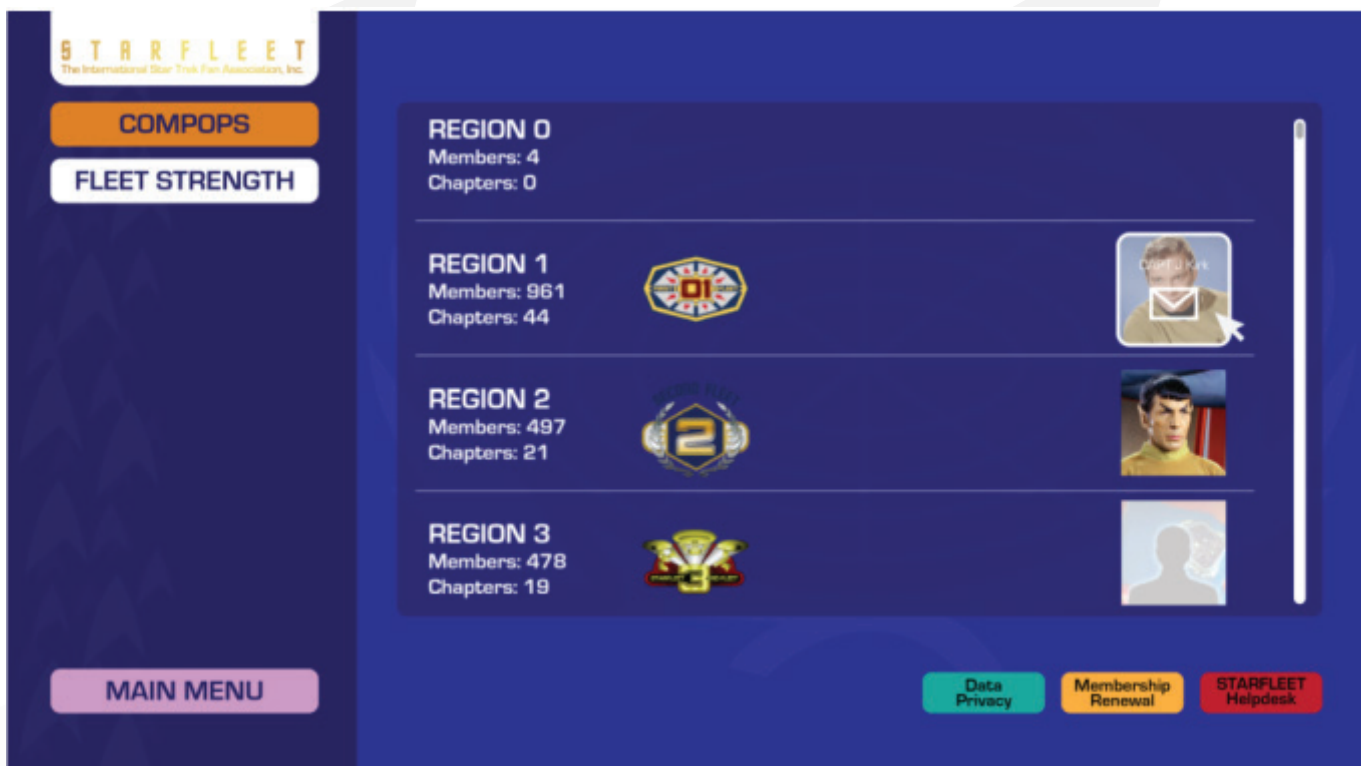 STARFLEET
The International Star Trek Fan Association, Inc.
COMPOPS
FLEET STRENGTH
REGION 0
Members: 4
Chapters: 0
REGION 1
Members: 961
Chapters: 44
01
CAPT J Kirk
REGION 2
Members: 497
Chapters: 21
2
REGION 3
Members: 478
Chapters: 19
3
MAIN MENU
Data
Privacy
Membership
Renewal
STARFLEET
Helpdesk